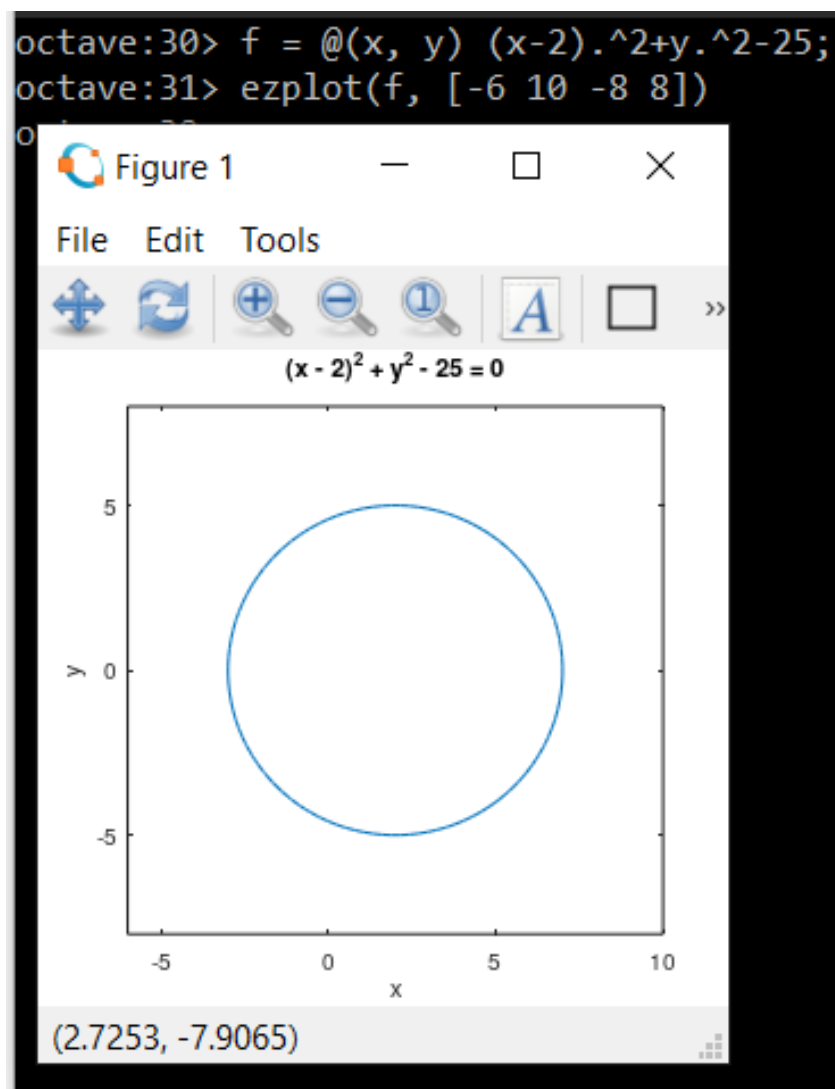 octave:30> f = @(x, y) (x-2).^2+y.^2-25;
octave:31> ezplot(f, [-6 10 -8 8])
Figure 1
File Edit Tools
A
(x - 2)² + y² - 25 = 0
5
y 0
-5
-5 0 5 10
x
(2.7253, -7.9065)